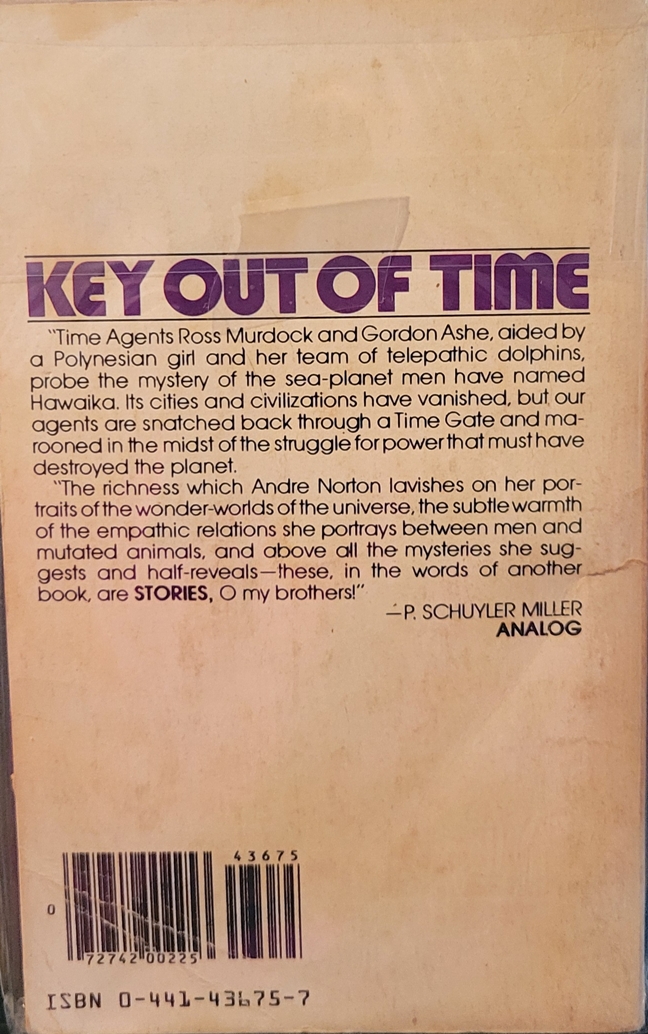 KEY OUT OF TIME
"Time Agents Ross Murdock and Gordon Ashe, aided by
a Polynesian girl and her team of telepathic dolphins,
probe the mystery of the sea-planet men have named
Hawaika. Its cities and civilizations have vanished, but our
agents are snatched back through a Time Gate and ma-
rooned in the midst of the struggle for power that must have
destroyed the planet.
"The richness which Andre Norton lavishes on her por-
traits of the wonder-worlds of the universe, the subtle warmth
of the empathic relations she portrays between men and
mutated animals, and above all the mysteries she sug-
gests and half-reveals—these, in the words of another
book, are STORIES, O my brothers!"
—P. SCHUYLER MILLER
ANALOG
43675
0
72742 00225
ISBN 0-441-43675-7